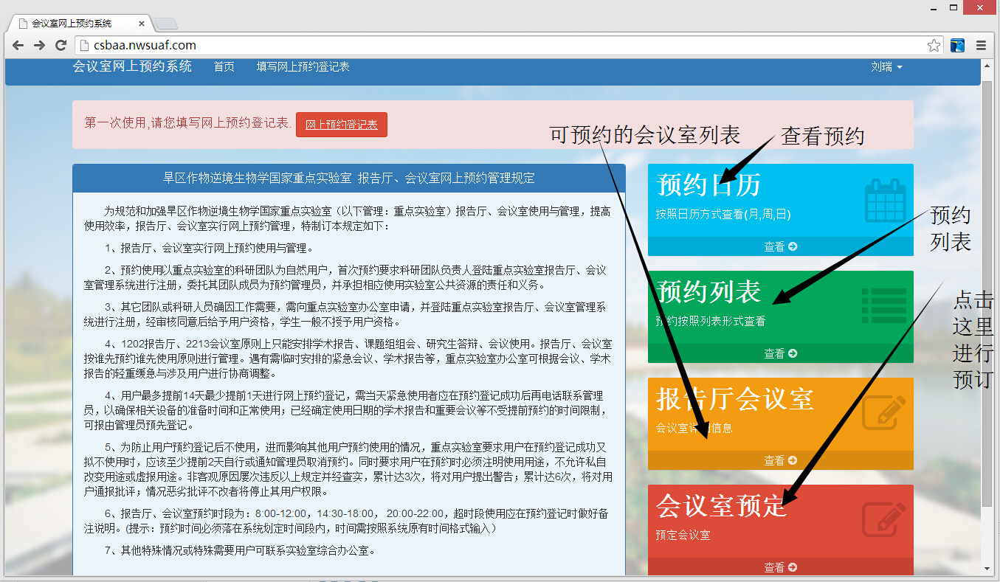 会议室网上预约系统
csbaa.nwsuaf.com
会议室网上预约系统 首页 填写网上预约登记表 刘瑞
第一次使用,请您填写网上预约登记表. 网上预约登记表
可预约的会议室列表
查看预约
旱区作物逆境生物学国家重点实验室 报告厅、会议室网上预约管理规定
为规范和加强旱区作物逆境生物学国家重点实验室（以下管理：重点实验室）报告厅、会议室使用与管理，提高
使用效率，报告厅、会议室实行网上预约管理，特制订本规定如下：
1、报告厅、会议室实行网上预约使用与管理。
2、预约使用以重点实验室的科研团队为自然用户，首次预约要求科研团队负责人登陆重点实验室报告厅、会议
室管理系统进行注册，委托其团队成员为预约管理员，并承担相应使用实验室公共资源的责任和义务。
3、其它团队或科研人员确因工作需要，需向重点实验室办公室申请，并登陆重点实验室报告厅、会议室管理系
统进行注册，经审核同意后给予用户资格，学生一般不授予用户资格。
4、1202报告厅、2213会议室原则上只能安排学术报告、课题组组会、研究生答辩、会议使用。报告厅、会议室
按谁先预约谁先使用原则进行管理。遇有需临时安排的紧急会议、学术报告等，重点实验室办公室可根据会议、学术
报告的轻重缓急与涉及用户进行协商调整。
4、用户最多提前14天最少提前1天进行网上预约登记，需当天紧急使用者应在预约登记成功后再电话联系管理
员，以确保相关设备的准备时间和正常使用；已经确定使用日期的学术报告和重要会议等不受提前预约的时间限制，
可报由管理员预先登记。
5、为防止用户预约登记后不使用，进而影响其他用户预约使用的情况，重点实验室要求用户在预约登记成功又
拟不使用时，应该至少提前2天自行或通知管理员取消预约。同时要求用户在预约时必须注明使用用途，不允许私自
改变用途或虚报用途。非客观原因屡次违反以上规定并经查实，累计达3次，将对用户提出警告；累计达6次，将对用
户通报批评；情况恶劣批评不改者将停止其用户权限。
6、报告厅、会议室预约时段为：8:00-12:00，14:30-18:00， 20:00-22:00，超时段使用应在预约登记时做好备
注说明。(提示：预约时间必须落在系统划定时间段内，时间需按照系统原有时间格式输入）
7、其他特殊情况或特殊需要用户可联系实验室综合办公室。
预约日历
按照日历方式查看(月,周,日)
查看
预约列表
预约按照列表形式查看
查看
报告厅会议室
会议室详细信息
查看
会议室预定
预定会议室
查看
预约
列表
点击
这里
进行
预订